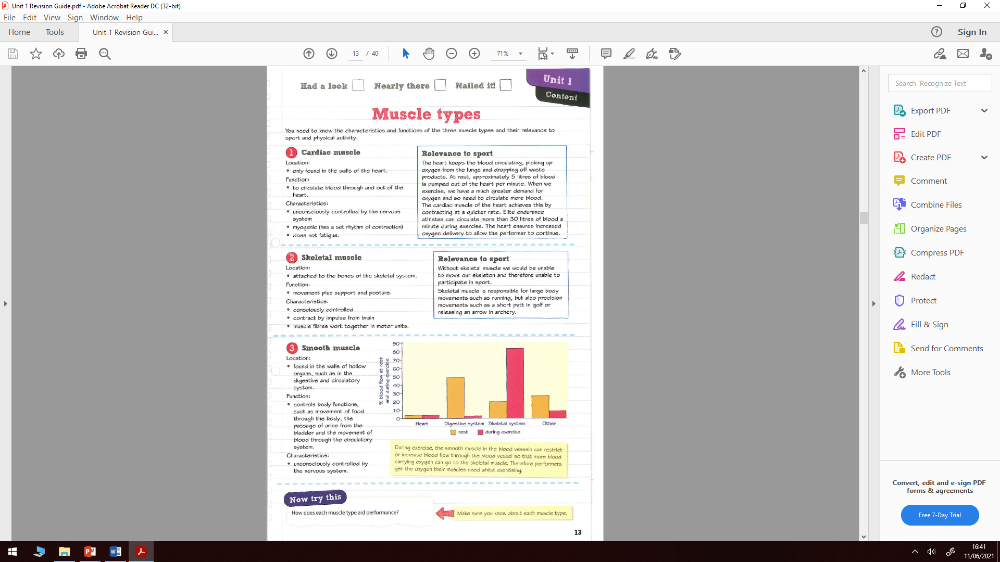 Unit 1 Revision Guide.pdf - Adobe Acrobat Reader DC (32-bit)
File Edit View Sign Window Help
Home Tools Unit 1 Revision Gui... × Sign In
13 / 40 71%
Had a look Nearly there Nailed it!
Unit 1
Content
Muscle types
You need to know the characteristics and functions of the three muscle types and their relevance to
sport and physical activity.
1 Cardiac muscle
Location:
• only found in the walls of the heart.
Function:
• to circulate blood through and out of the
heart.
Characteristics:
• unconsciously controlled by the nervous
system
• myogenic (has a set rhythm of contraction)
• does not fatigue.
Relevance to sport
The heart keeps the blood circulating, picking up
oxygen from the lungs and dropping off waste
products. At rest, approximately 5 litres of blood
is pumped out of the heart per minute. When we
exercise, we have a much greater demand for
oxygen and so need to circulate more blood.
The cardiac muscle of the heart achieves this by
contracting at a quicker rate. Elite endurance
athletes can circulate more than 30 litres of blood a
minute during exercise. The heart ensures increased
oxygen delivery to allow the performer to continue.
2 Skeletal muscle
Location:
• attached to the bones of the skeletal system.
Function:
• movement plus support and posture.
Characteristics:
• consciously controlled
• contract by impulse from brain
• muscle fibres work together in motor units.
Relevance to sport
Without skeletal muscle we would be unable
to move our skeleton and therefore unable to
participate in sport.
Skeletal muscle is responsible for large body
movements such as running, but also precision
movements such as a short putt in golf or
releasing an arrow in archery.
3 Smooth muscle
Location:
• found in the walls of hollow
organs, such as in the
digestive and circulatory
system.
Function:
• controls body functions,
such as movement of food
through the body, the
passage of urine from the
bladder and the movement of
blood through the circulatory
system.
Characteristics:
• unconsciously controlled by
the nervous system.
% blood flow at rest
and during exercise
90
80
70
60
50
40
30
20
10
0
Heart Digestive system Skeletal system Other
rest during exercise
During exercise, the smooth muscle in the blood vessels can restrict
or increase blood flow through the blood vessel so that more blood
carrying oxygen can go to the skeletal muscle. Therefore performers
get the oxygen their muscles need whilst exercising.
Now try this
How does each muscle type aid performance?
Make sure you know about each muscle type.
13
Search 'Recognize Text'
Export PDF
Edit PDF
Create PDF
Comment
Combine Files
Organize Pages
Compress PDF
Redact
Protect
Fill & Sign
Send for Comments
More Tools
Convert, edit and e-sign PDF
forms & agreements
Free 7-Day Trial
16:41
11/06/2021